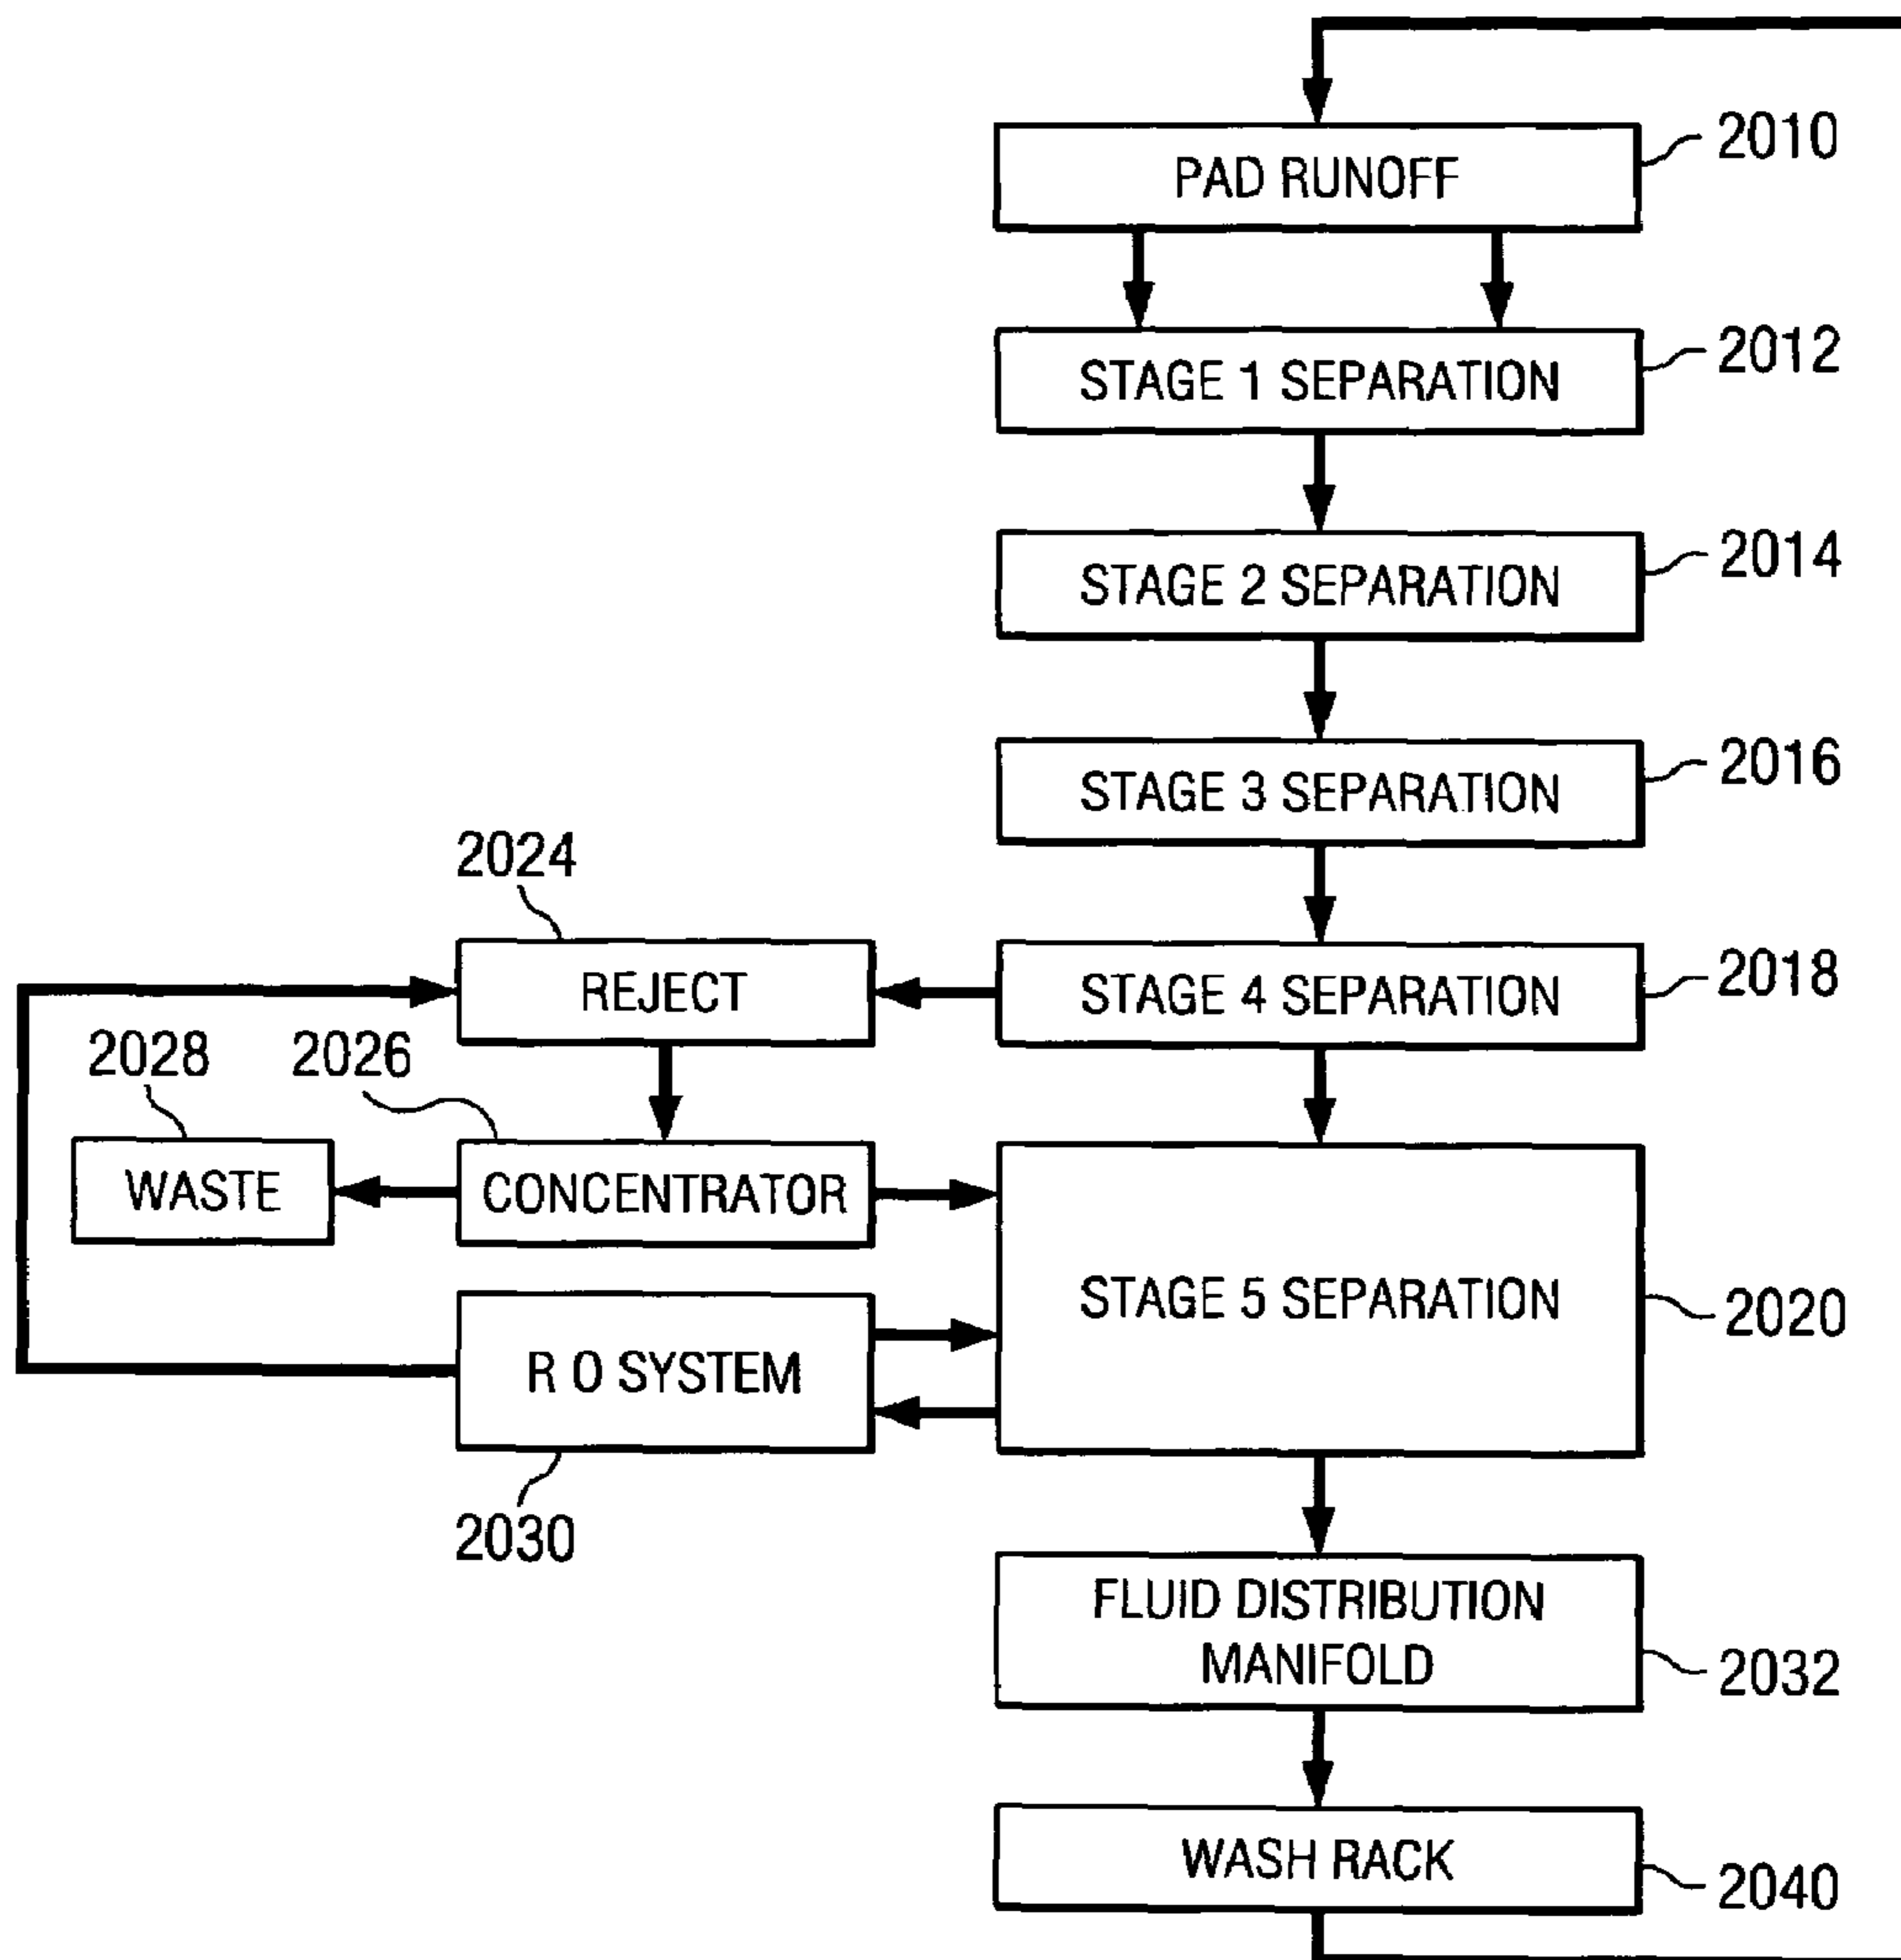 PAD RUNOFF
2010
STAGE 1 SEPARATION
2012
STAGE 2 SEPARATION
2014
STAGE 3 SEPARATION
2016
2024
REJECT
STAGE 4 SEPARATION
2018
2028
2026
WASTE
CONCENTRATOR
STAGE 5 SEPARATION
2020
R O SYSTEM
2030
FLUID DISTRIBUTION
MANIFOLD
2032
WASH RACK
2040